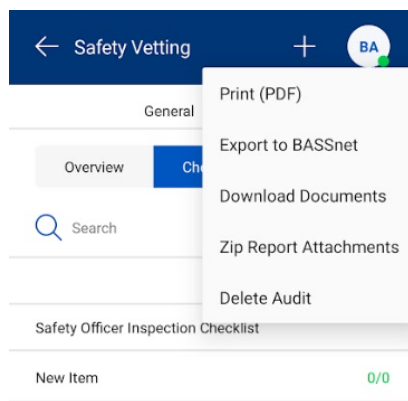 Safety Vetting
BA
Print (PDF)
General
Export to BASSnet
Overview
Ch
Download Documents
Search
Zip Report Attachments
Delete Audit
Safety Officer Inspection Checklist
New Item
0/0